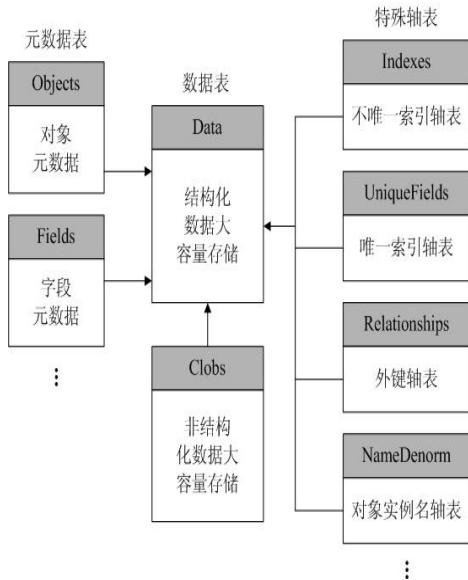 元数据表
Objects
对象
元数据
Fields
字段
元数据
数据表
Data
结构化
数据大
容量存储
Clobs
非结构
化数据大
容量存储
特殊轴表
Indexes
不唯一索引轴表
UniqueFields
唯一索引轴表
Relationships
外键轴表
NameDenorm
对象实例名轴表